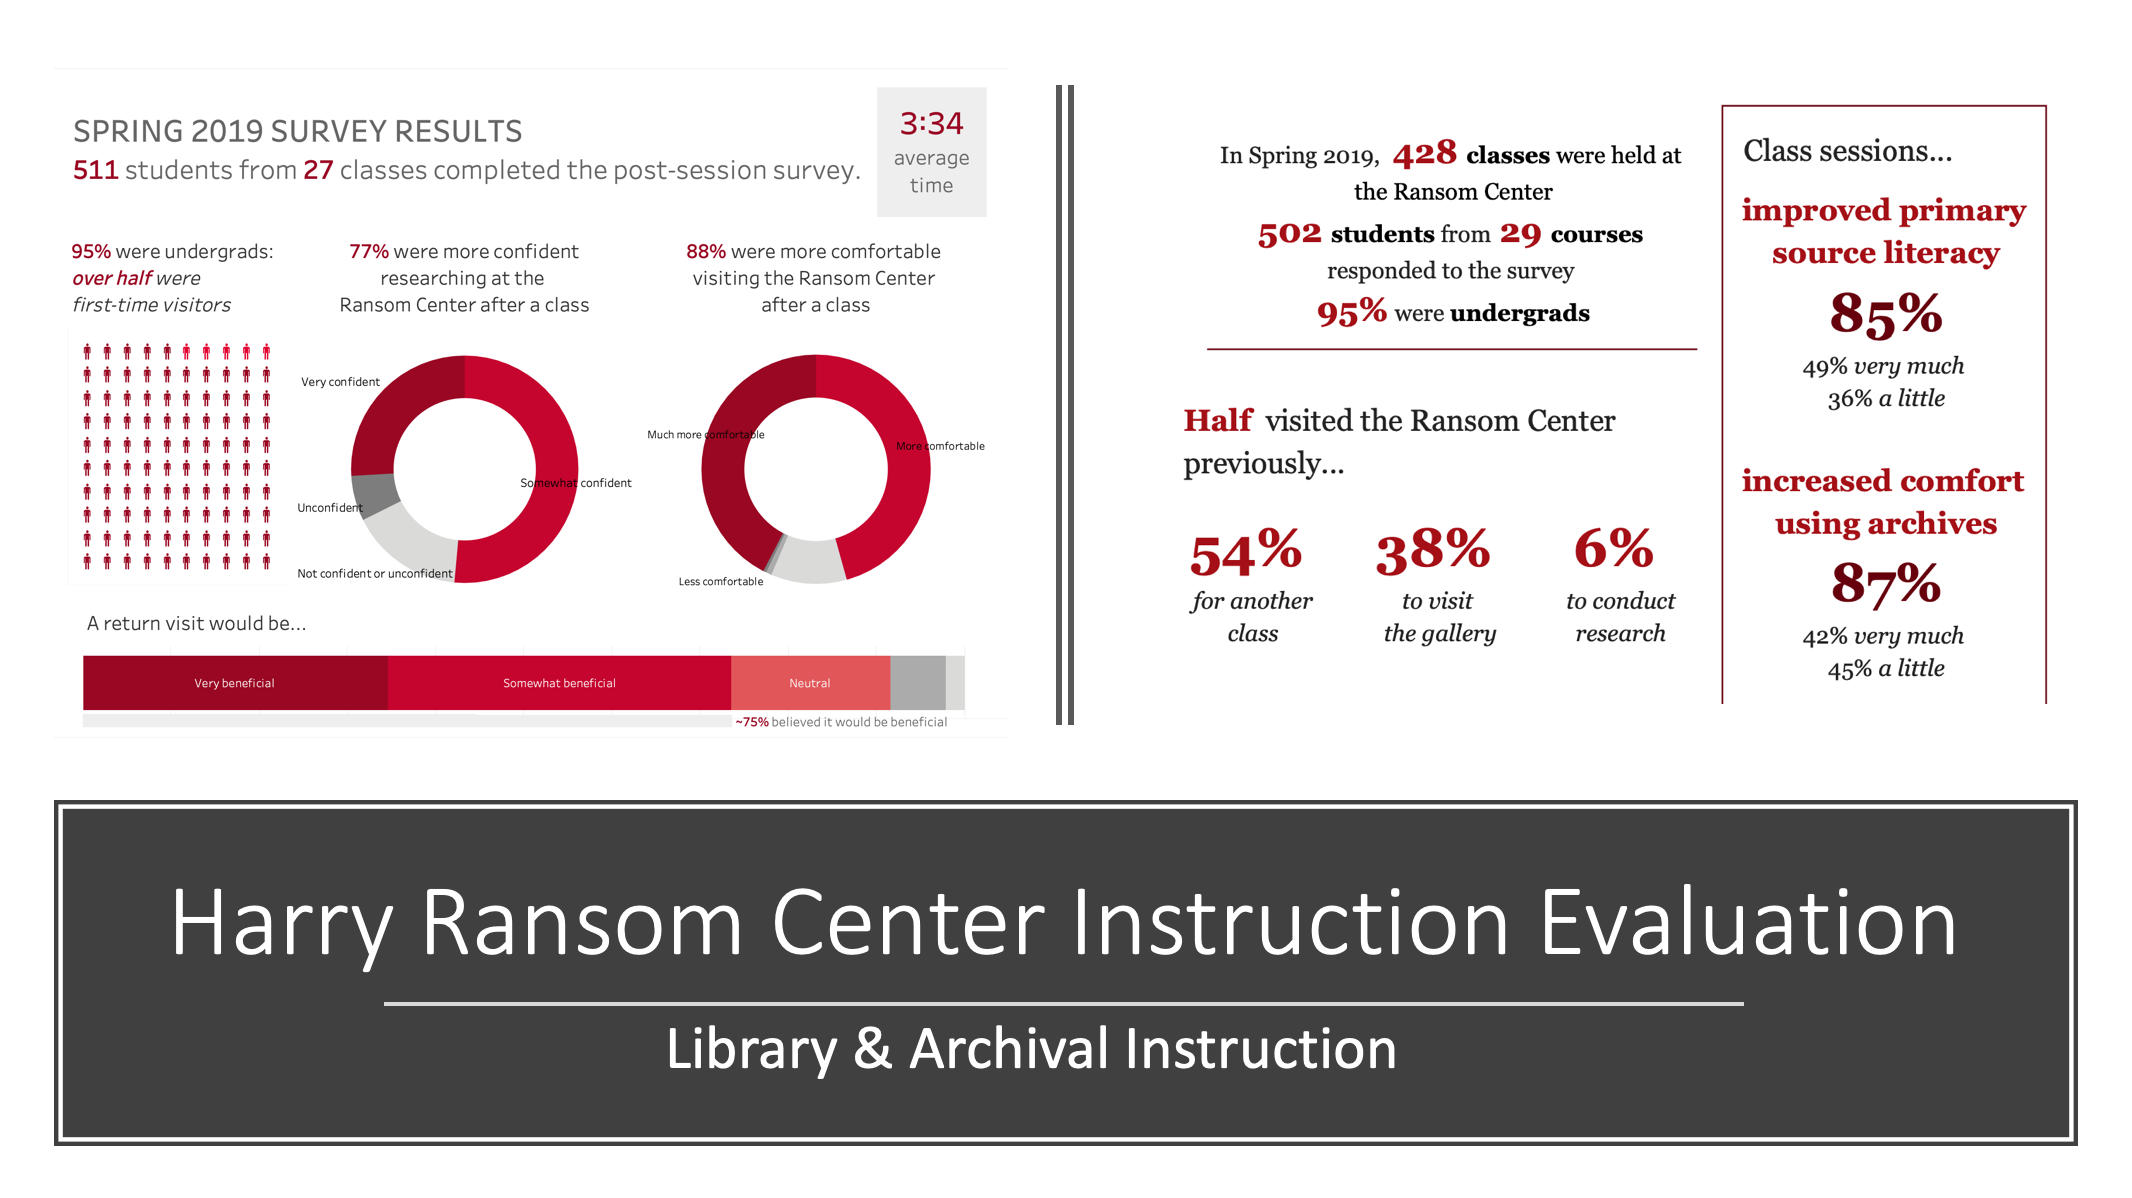 SPRING 2019 SURVEY RESULTS
511 students from 27 classes completed the post-session survey.
3:34
average
time
95% were undergrads:
over half were
first-time visitors
77% were more confident
researching at the
Ransom Center after a class
88% were more comfortable
visiting the Ransom Center
after a class
Very confident
Somewhat confident
Unconfident
Not confident or unconfident
Much more comfortable
More comfortable
Less comfortable
A return visit would be...
Very beneficial
Somewhat beneficial
Neutral
~75% believed it would be beneficial
In Spring 2019, 428 classes were held at
the Ransom Center
502 students from 29 courses
responded to the survey
95% were undergrads
Half visited the Ransom Center
previously...
54%
for another
class
38%
to visit
the gallery
6%
to conduct
research
Class sessions...
improved primary
source literacy
85%
49% very much
36% a little
increased comfort
using archives
87%
42% very much
45% a little
Harry Ransom Center Instruction Evaluation
Library & Archival Instruction